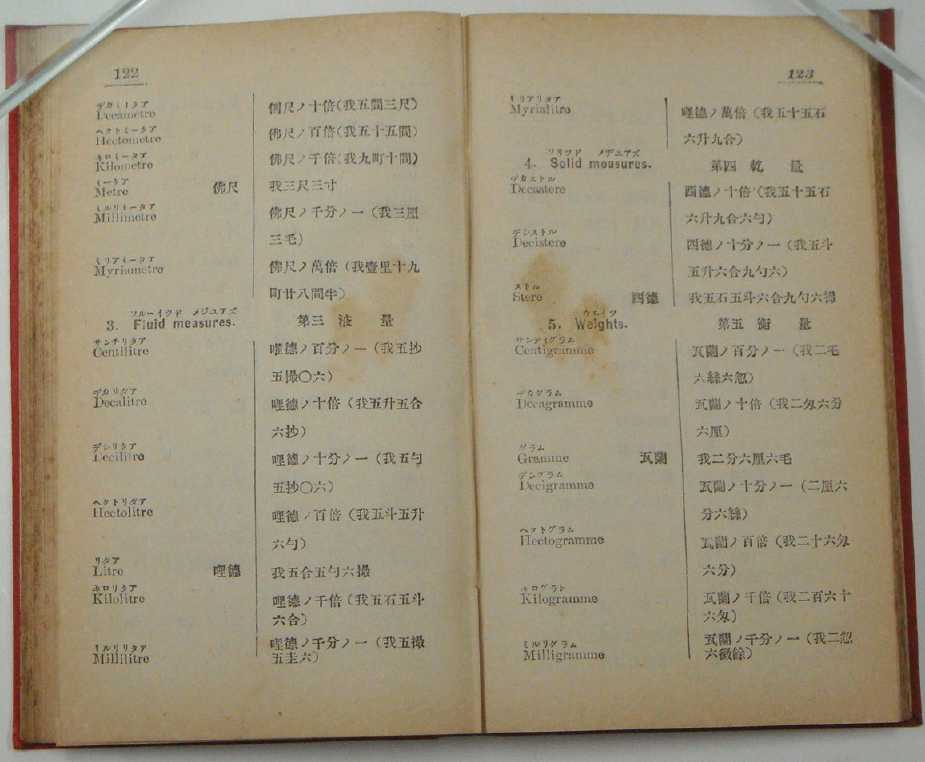 122
デカミータア
Decametre
佛尺ノ十倍(我五間三尺)
ヘクトミータア
Hectometre
佛尺ノ百倍(我五十五間)
キロミータア
Kilometre
佛尺ノ千倍(我九町十間)
ミータア
Metre 佛尺
我三尺三寸
ミルリミータア
Millimetre
佛尺ノ千分ノ一(我三厘
三毛)
ミリアミータア
Myriametre
佛尺ノ萬倍(我壹里十九
町廿八間半)
フルーイツド メジユアズ
3. Fluid measures. 第三 液 量
サンチリタア
Centilitre
哩德ノ百分ノ一(我五抄
五撮〇六)
デカリタア
Decalitre
哩德ノ十倍(我五升五合
六抄)
デシリタア
Decilitre
哩德ノ十分ノ一(我五勺
五抄〇六)
ヘクトリタア
Hectolitre
哩德ノ百倍(我五斗五升
六勺)
リタア
Litre 哩德
我五合五勺六撮
キロリタア
Kilolitre
哩德ノ千倍(我五石五斗
六合)
ミルリリタア
Millilitre
哩德ノ千分ノ一(我五撮
五圭六)
123
ミリアリタア
Myrialitre
哩德ノ萬倍(我五十五石
六升九合)
ソリツド メジユアズ
4. Solid measures. 第四 乾 量
デカストル
Decastere
西德ノ十倍(我五十五石
六升九合六勺)
デシストル
Decistere
西德ノ十分ノ一(我五斗
五升六合九勺六)
ストル
Stere 西德
我五石五斗六合九勺六撮
ウエイツ
5. Weights. 第五 衡 量
サンティグラム
Centigramme
瓦蘭ノ百分ノ一(我二毛
六絲六忽)
デカグラム
Decagramme
瓦蘭ノ十倍(我二匁六分
六厘)
グラム
Gramme 瓦蘭
我二分六厘六毛
デシグラム
Decigramme
瓦蘭ノ十分ノ一(二厘六
分六絲)
ヘクトグラム
Hectogramme
瓦蘭ノ百倍(我二十六匁
六分)
キログラト
Kilogramme
瓦蘭ノ千倍(我二百六十
六匁)
ミルリグラム
Milligramme
瓦蘭ノ千分ノ一(我二忽
六微餘)